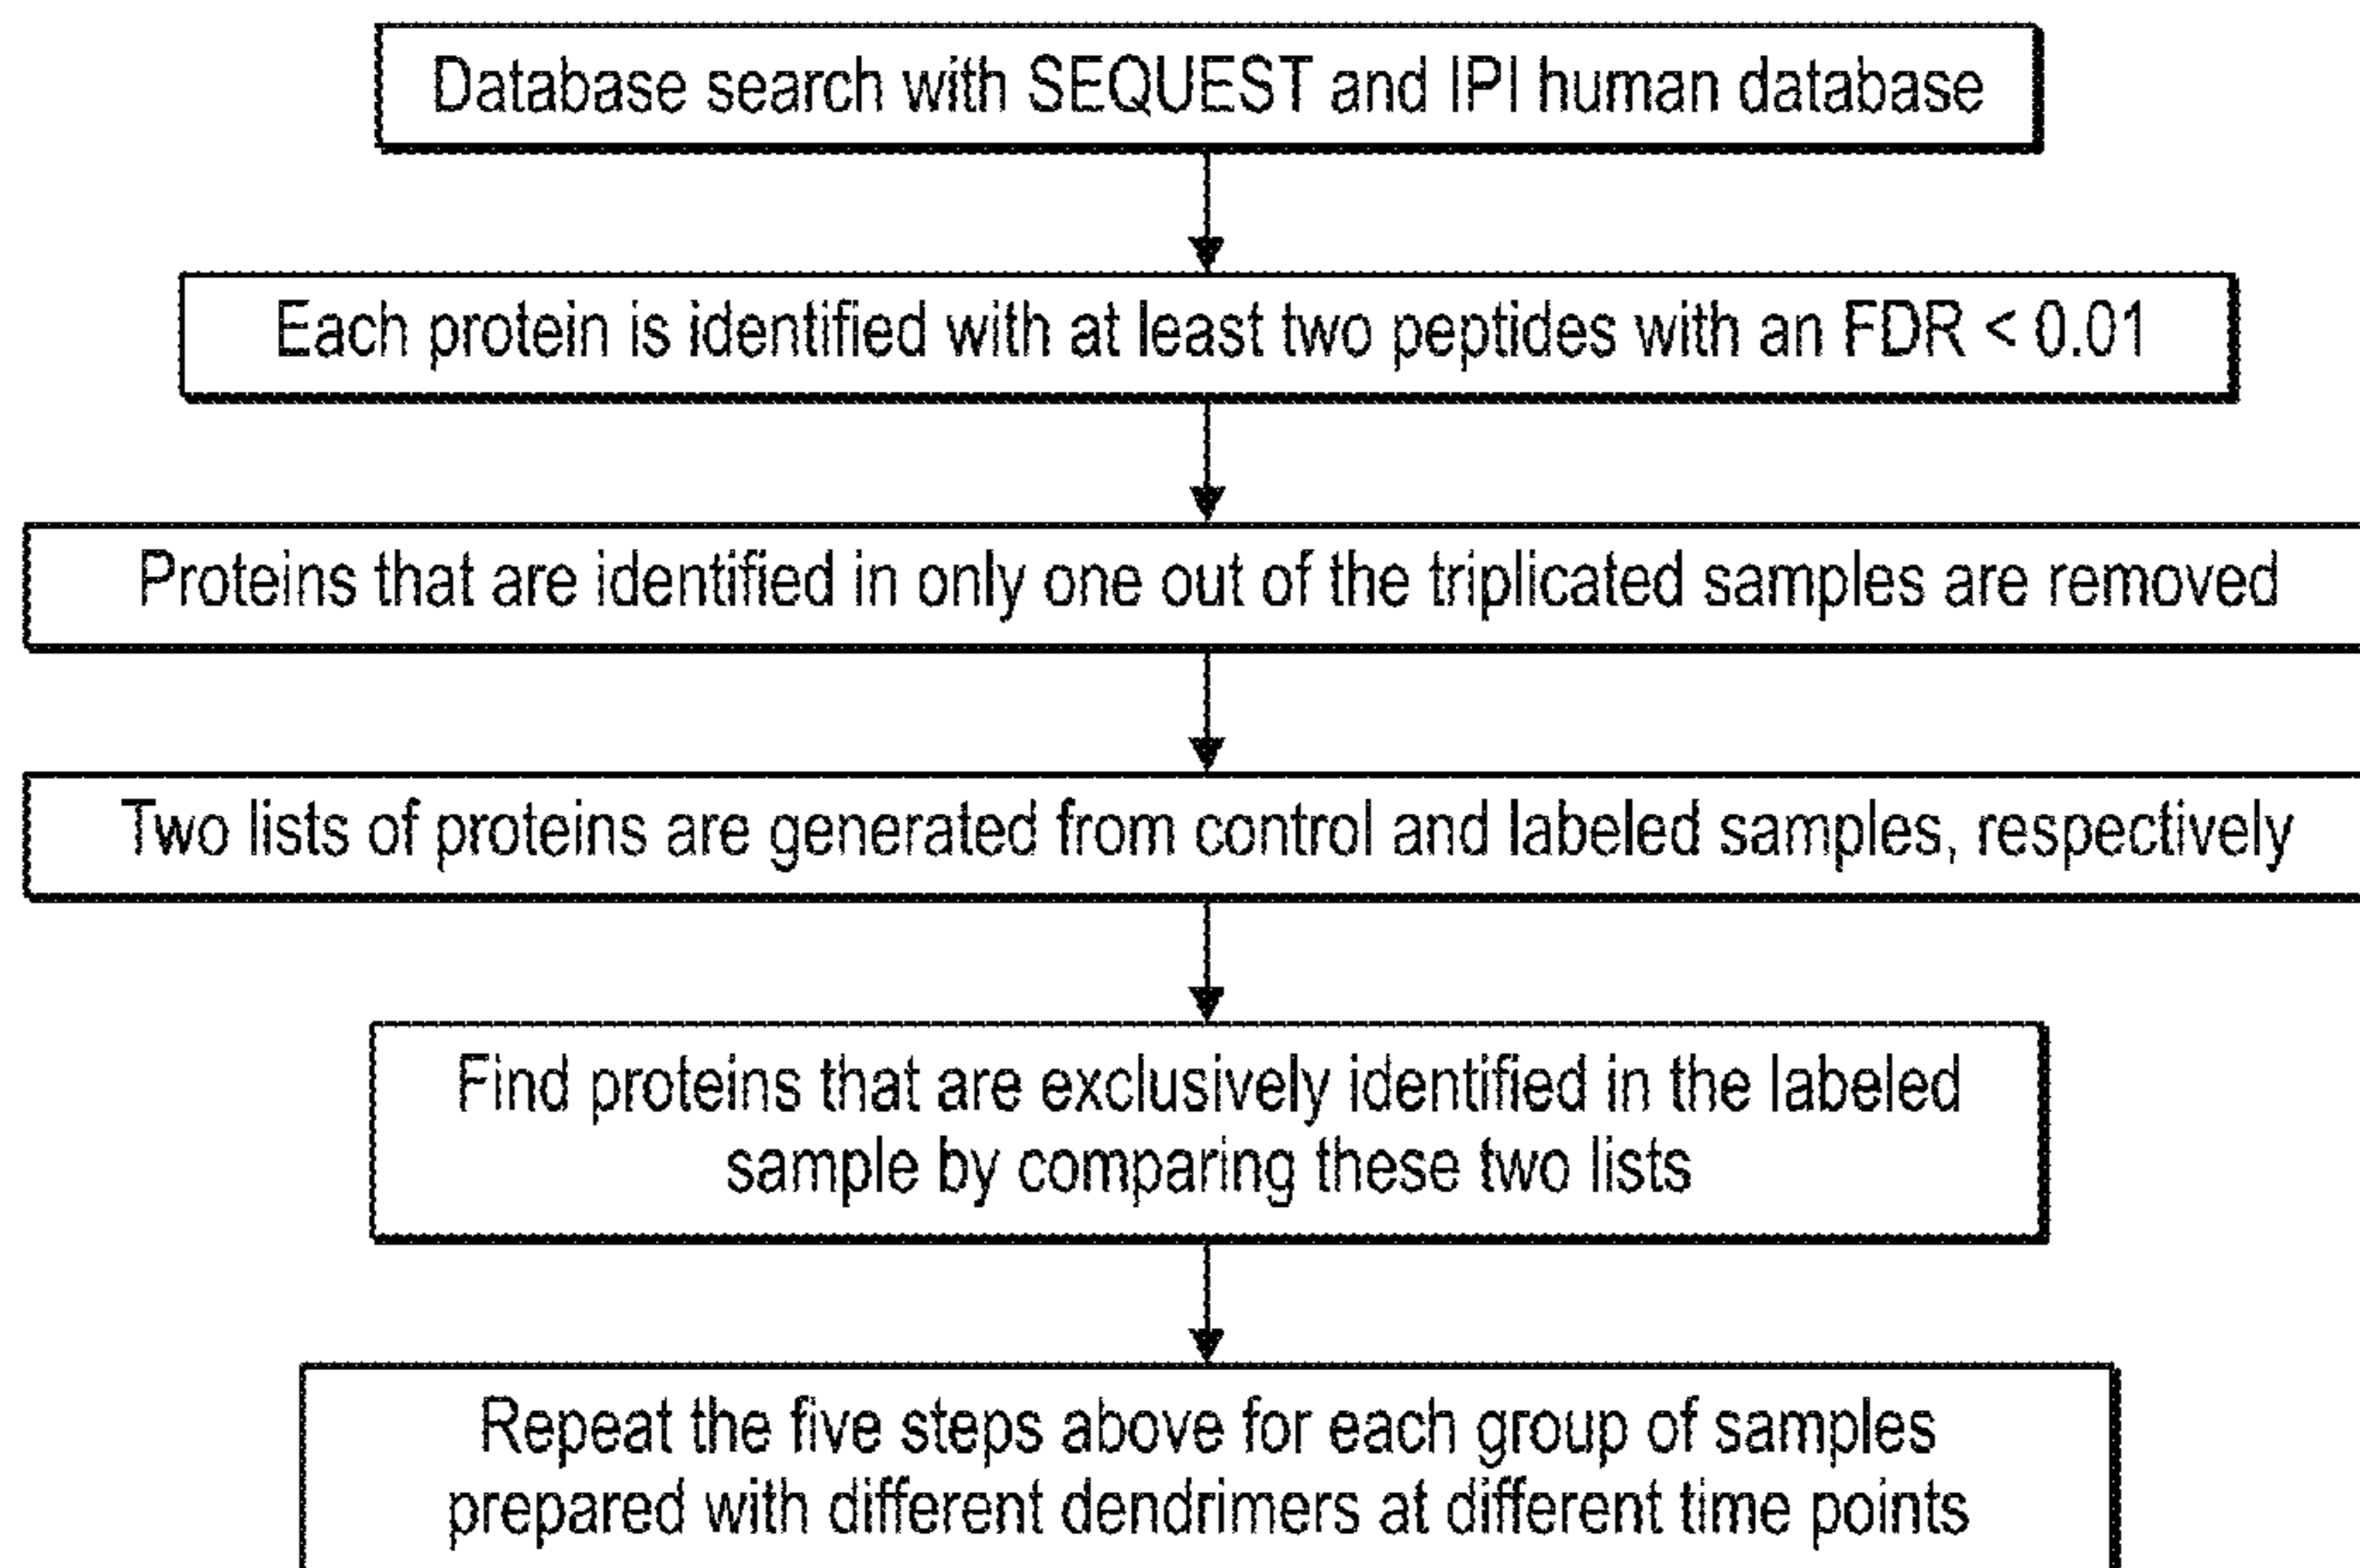 Database search with SEQUEST and IPI human database
Each protein is identified with at least two peptides with an FDR < 0.01
Proteins that are identified in only one out of the triplicated samples are removed
Two lists of proteins are generated from control and labeled samples, respectively
Find proteins that are exclusively identified in the labeled
sample by comparing these two lists
Repeat the five steps above for each group of samples
prepared with different dendrimers at different time points